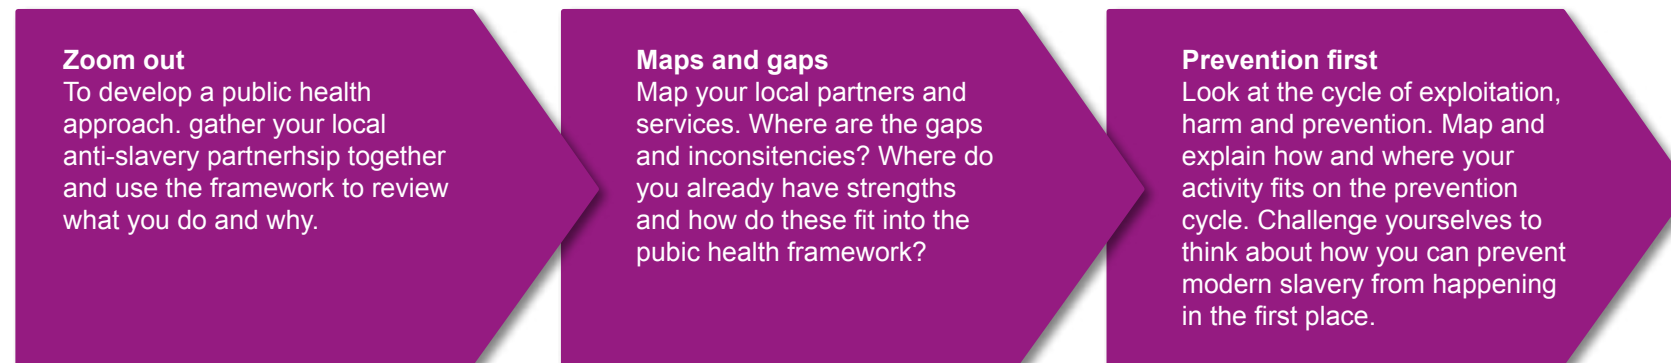 Zoom out
To develop a public health
approach. gather your local
anti-slavery partnerhsip together
and use the framework to review
what you do and why.
Maps and gaps
Map your local partners and
services. Where are the gaps
and inconsitencies? Where do
you already have strengths
and how do these fit into the
pubic health framework?
Prevention first
Look at the cycle of exploitation,
harm and prevention. Map and
explain how and where your
activity fits on the prevention
cycle. Challenge yourselves to
think about how you can prevent
modern slavery from happening
in the first place.